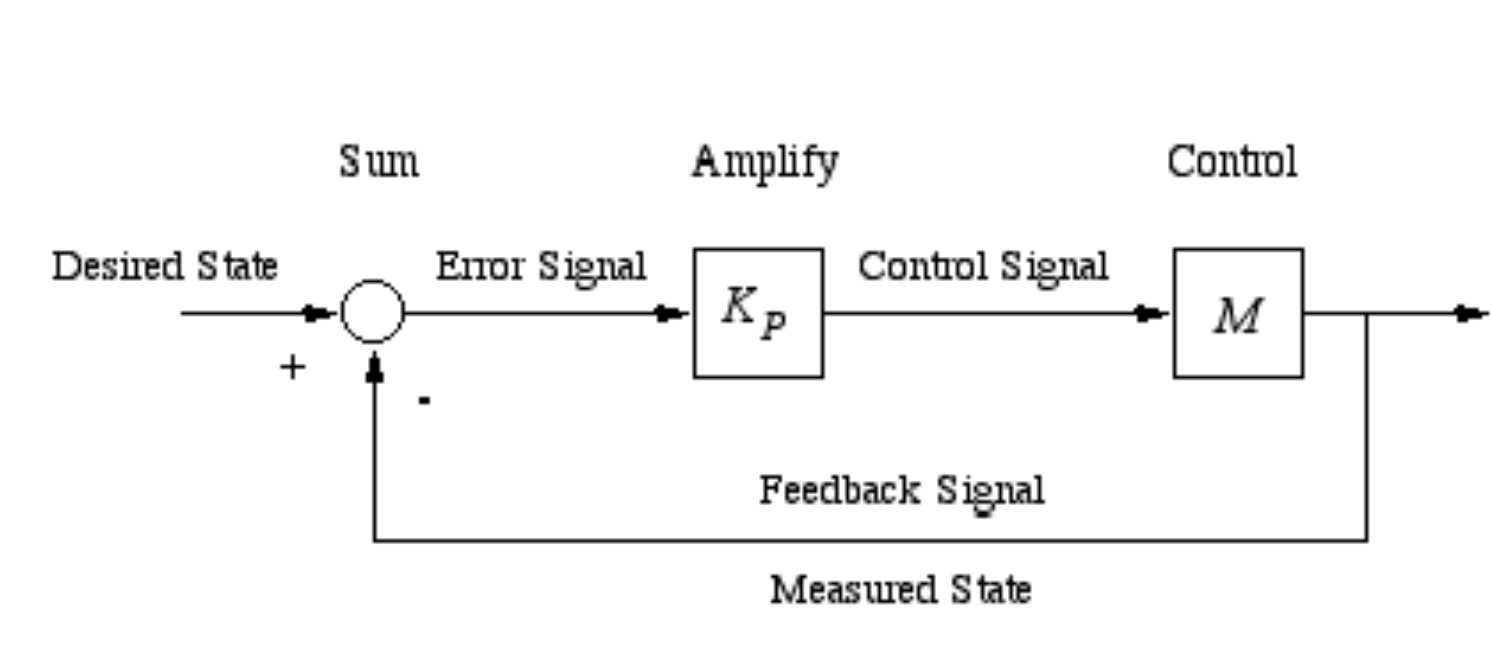 Sum
Amplify
Control
Desired State
Error Signal
K_P
Control Signal
M
+
-
Feedback Signal
Measured State